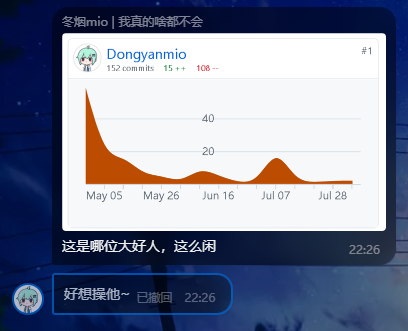 冬烟mio | 我真的啥都不会
Dongyanmio
#1
152 commits 15 ++ 108 --
40
20
May 05 May 26 Jun 16 Jul 07 Jul 28
这是哪位大好人，这么闲
22:26
好想操他~ 已撤回 22:26